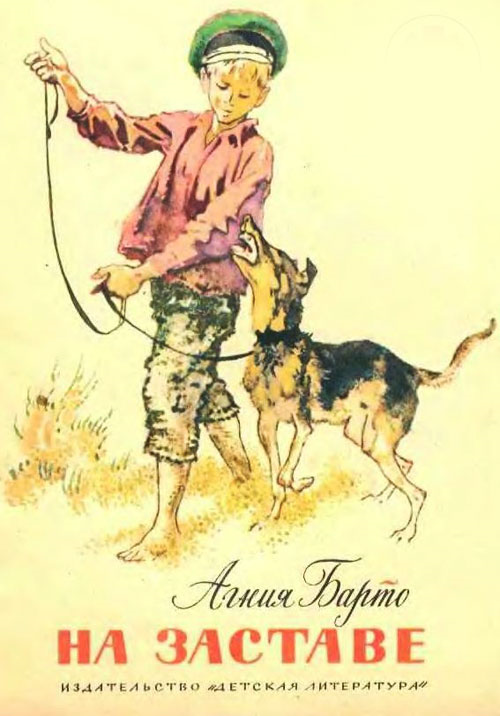 Агния Барто
НА ЗАСТАВЕ
ИЗДАТЕЛЬСТВО „ДЕТСКАЯ ЛИТЕРАТУРА“